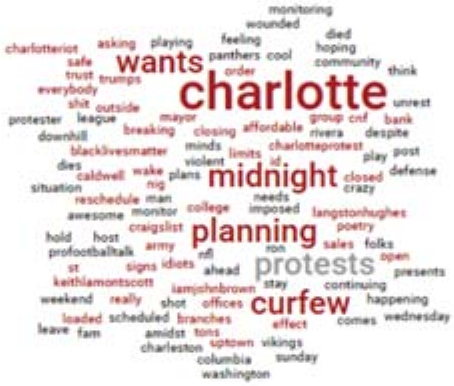 monitoring
wounded
charlotteriot asking playing feeling died
hoping
safe wants panthers cool community
trust trumps order think
everybody charlotte
shit outside unrest
protester league mayor group cnf bank
downhill breaking closing affordable rivera despite
blacklivesmatter minds limits charlotteprotest play post
dies violent id
caldwell wake plans midnight closed defense
situation nig crazy
reschedule man needs
awesome monitor college imposed langstonhughes
craigslist poetry
hold host planning sales folks
profootballtalk army ron open
st signs idiots ahead protests presents
keithlamontscott stay continuing
iamjohnbrown
weekend really shot offices curfew happening
loaded scheduled branches comes wednesday
leave fam amidst tons effect
charleston uptown vikings
columbia sunday
washington